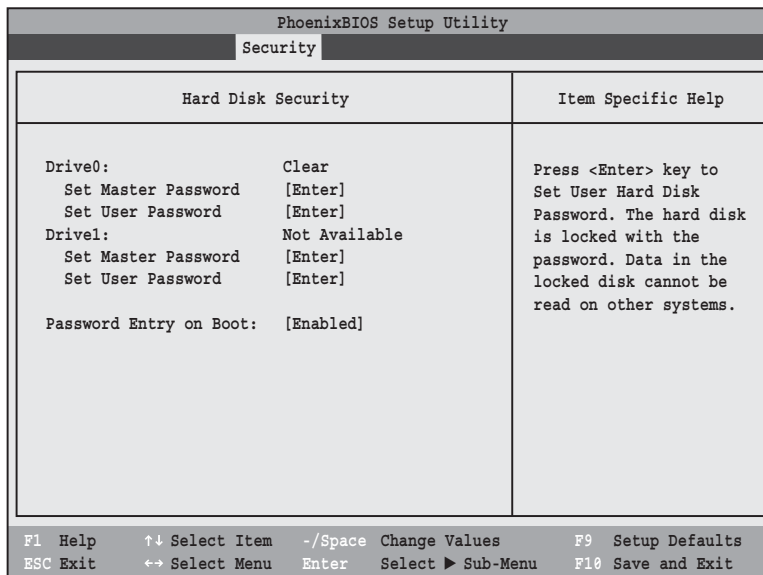 PhoenixBIOS Setup Utility
Security
Hard Disk Security
Item Specific Help
Drive0: Clear
Set Master Password [Enter]
Set User Password [Enter]
Drive1: Not Available
Set Master Password [Enter]
Set User Password [Enter]
Password Entry on Boot: [Enabled]
Press <Enter> key to
Set User Hard Disk
Password. The hard disk
is locked with the
password. Data in the
locked disk cannot be
read on other systems.
F1 Help ↑↓ Select Item -/Space Change Values F9 Setup Defaults
ESC Exit ←→ Select Menu Enter Select ▶ Sub-Menu F10 Save and Exit